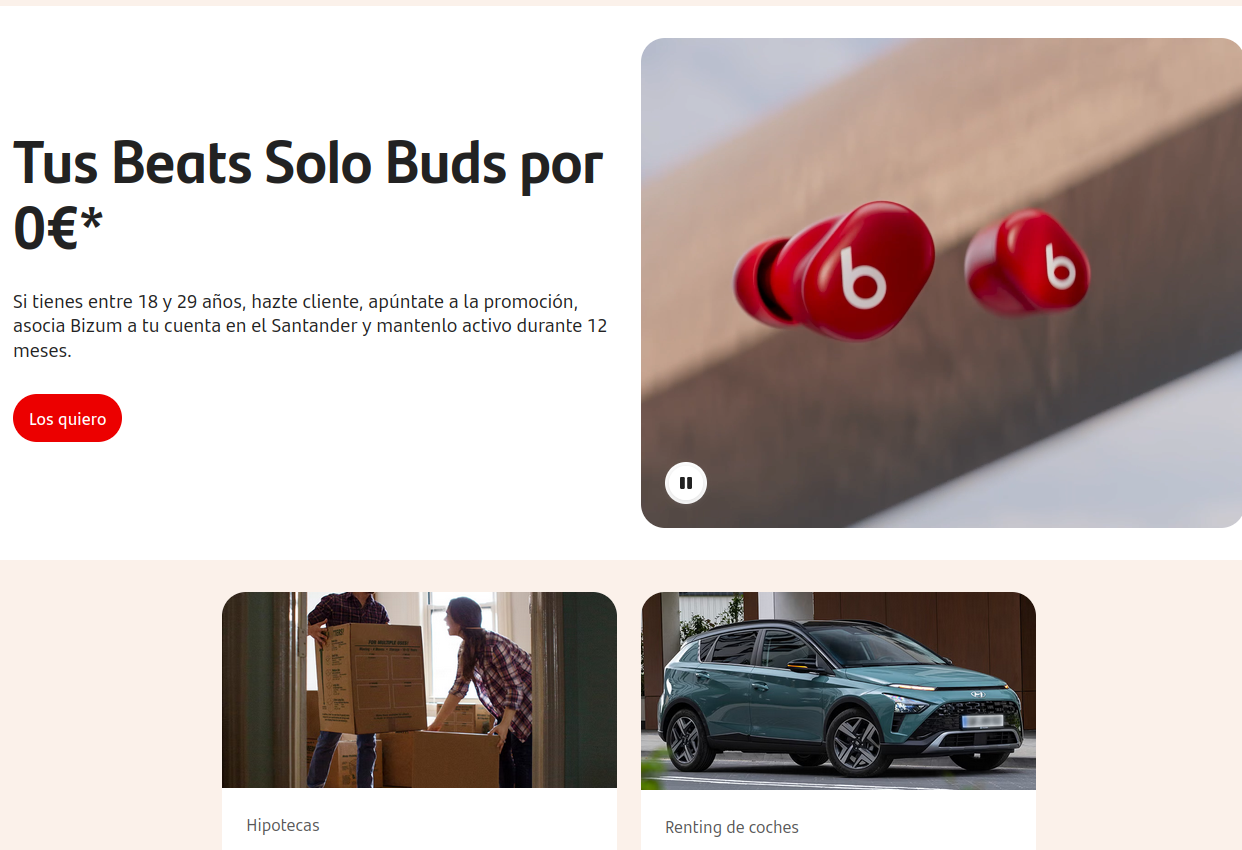 Tus Beats Solo Buds por
0€*
Si tienes entre 18 y 29 años, hazte cliente, apúntate a la promoción,
asocia Bizum a tu cuenta en el Santander y mantenlo activo durante 12
meses.
Los quiero
b
b
Hipotecas
Renting de coches